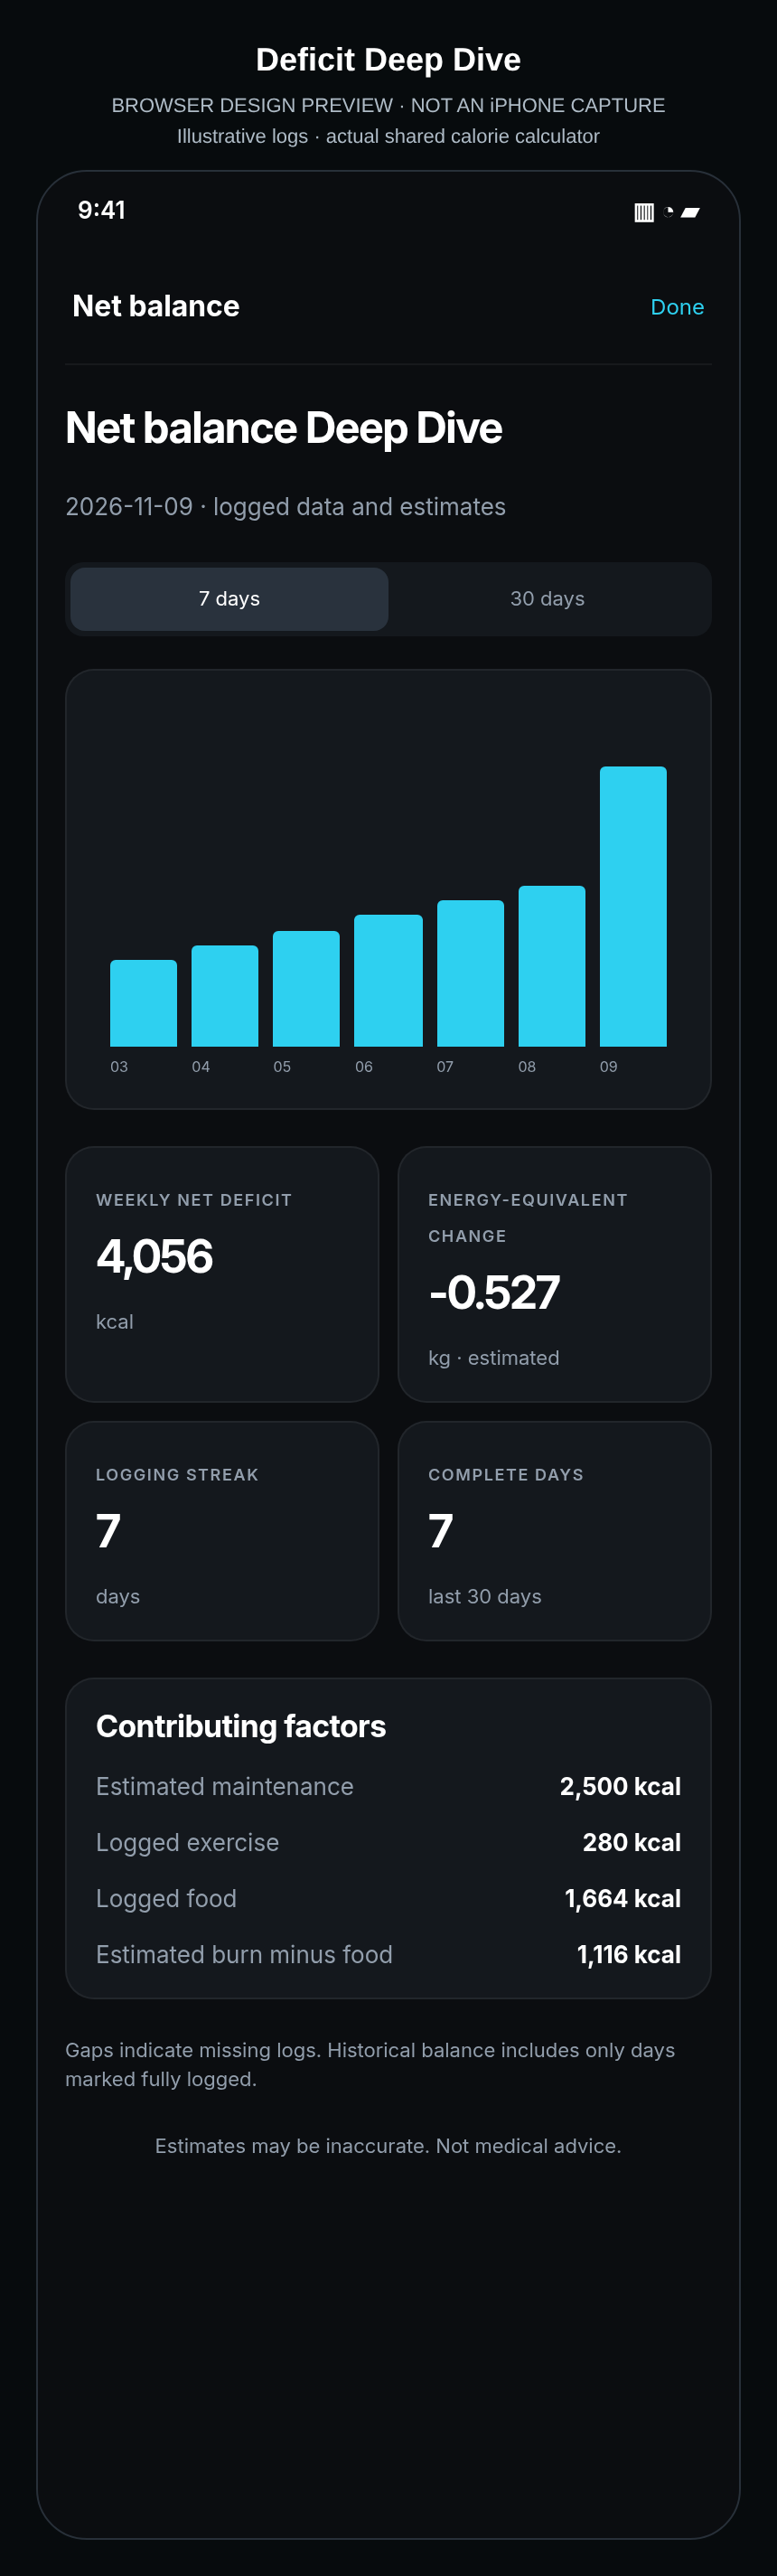 Deficit Deep Dive
BROWSER DESIGN PREVIEW · NOT AN iPHONE CAPTURE
Illustrative logs · actual shared calorie calculator
9:41
Net balance
Done
Net balance Deep Dive
2026-11-09 · logged data and estimates
7 days
30 days
03 04 05 06 07 08 09
WEEKLY NET DEFICIT
4,056
kcal
ENERGY-EQUIVALENT
CHANGE
-0.527
kg · estimated
LOGGING STREAK
7
days
COMPLETE DAYS
7
last 30 days
Contributing factors
Estimated maintenance 2,500 kcal
Logged exercise 280 kcal
Logged food 1,664 kcal
Estimated burn minus food 1,116 kcal
Gaps indicate missing logs. Historical balance includes only days
marked fully logged.
Estimates may be inaccurate. Not medical advice.